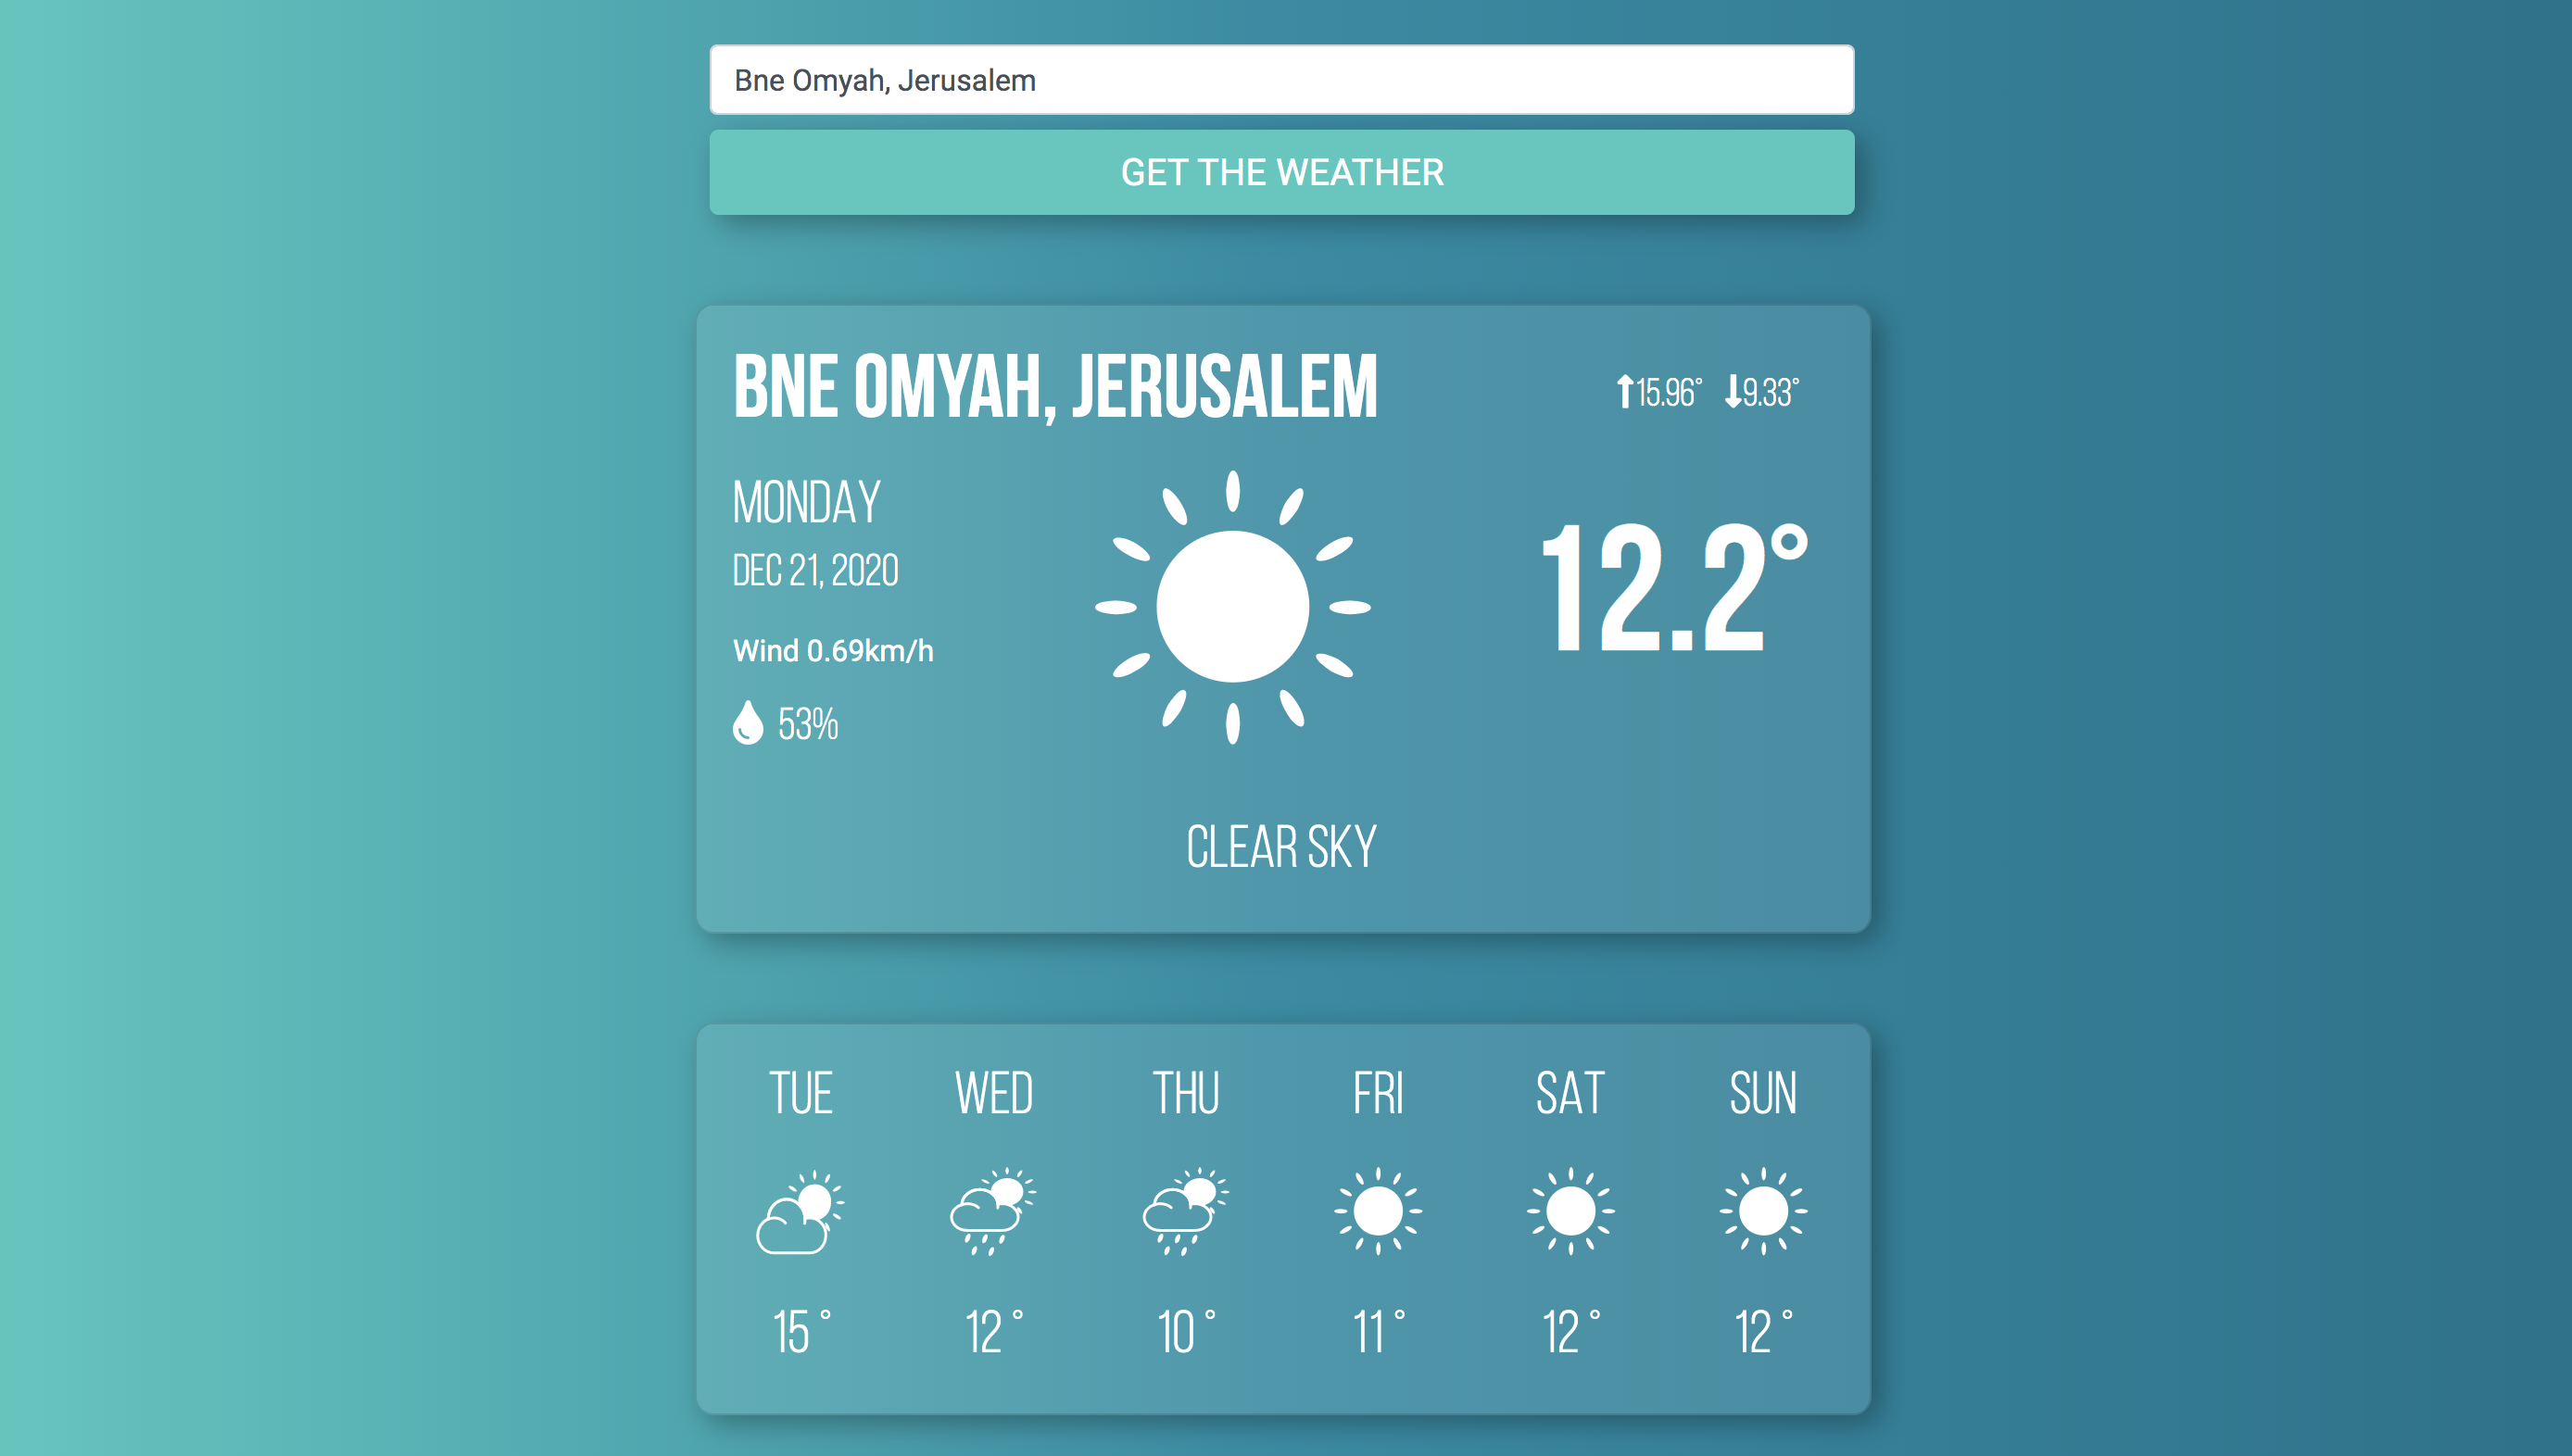 Bne Omyah, Jerusalem
GET THE WEATHER
BNE OMYAH, JERUSALEM
15.96° 9.33°
MONDAY
DEC 21, 2020
12.2°
Wind 0.69km/h
53%
CLEAR SKY
TUE WED THU FRI SAT SUN
15 ° 12 ° 10 ° 11 ° 12 ° 12 °